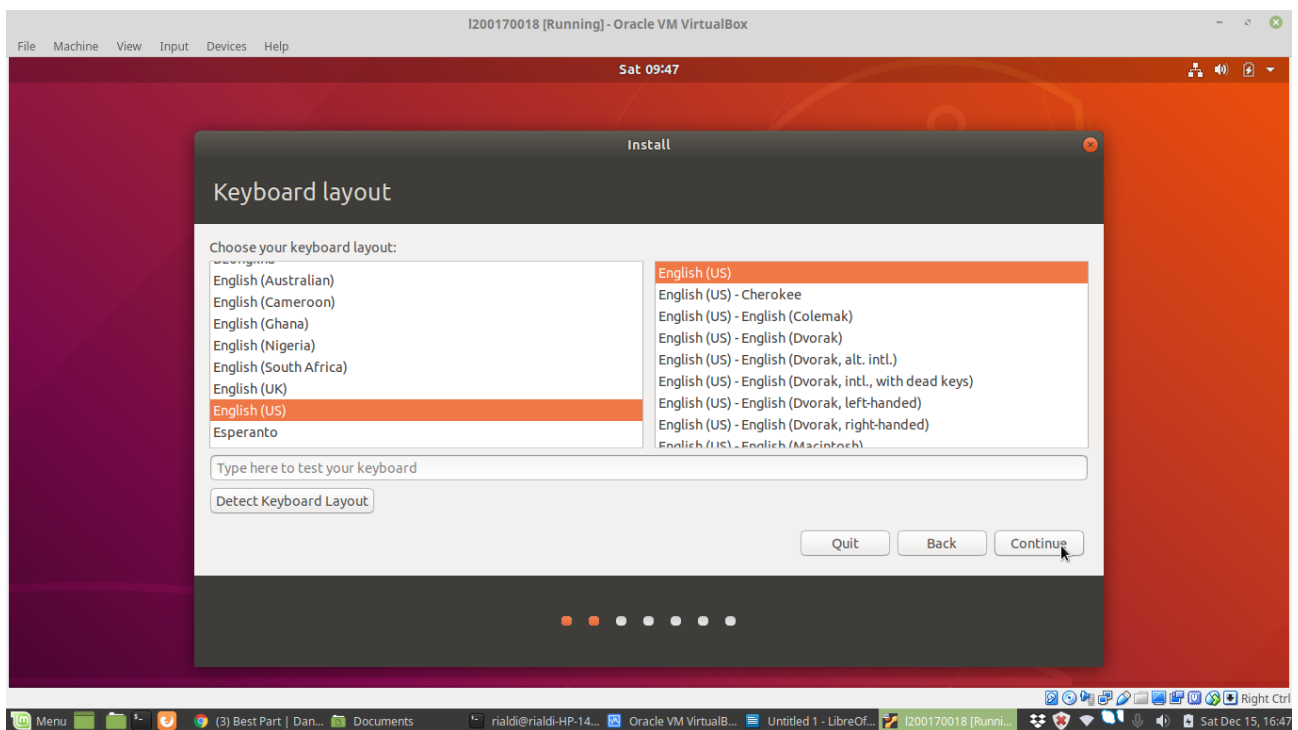 l200170018 [Running] - Oracle VM VirtualBox
File Machine View Input Devices Help
Sat 09:47
Install
Keyboard layout
Choose your keyboard layout:
Dzongkha
English (Australian)
English (Cameroon)
English (Ghana)
English (Nigeria)
English (South Africa)
English (UK)
English (US)
Esperanto
English (US)
English (US) - Cherokee
English (US) - English (Colemak)
English (US) - English (Dvorak)
English (US) - English (Dvorak, alt. intl.)
English (US) - English (Dvorak, intl., with dead keys)
English (US) - English (Dvorak, left-handed)
English (US) - English (Dvorak, right-handed)
English (US) - English (Macintosh)
Type here to test your keyboard
Detect Keyboard Layout
Quit Back Continue
Right Ctrl
Menu (3) Best Part | Dan... Documents rialdi@rialdi-HP-14... Oracle VM VirtualB... Untitled 1 - LibreOf... l200170018 [Runni... Sat Dec 15, 16:47